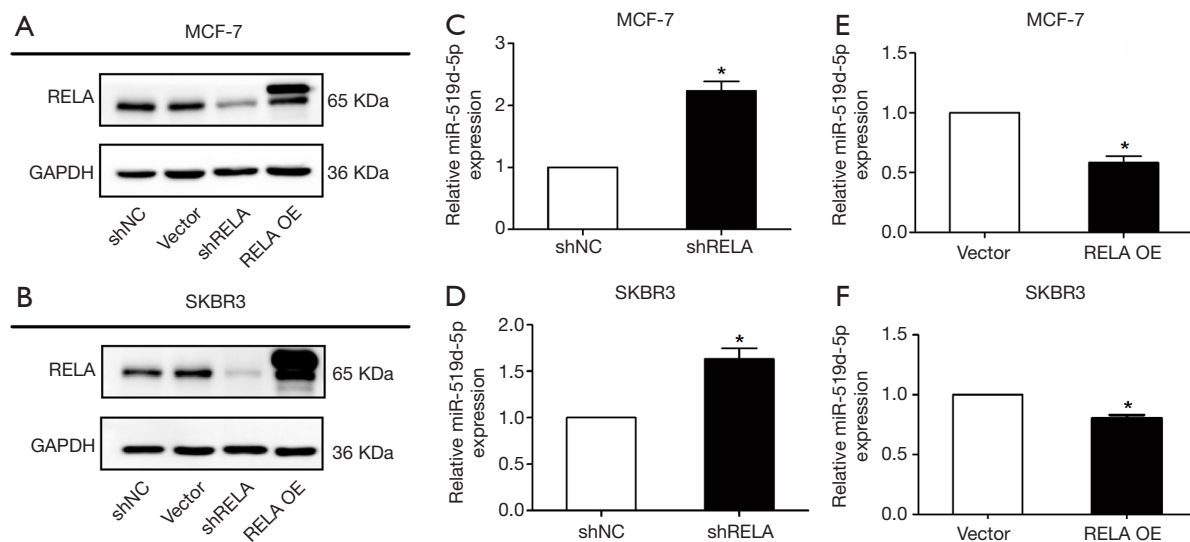 A
MCF-7
RELA
65 KDa
GAPDH
36 KDa
shNC
Vector
shRELA
RELA OE
B
SKBR3
RELA
65 KDa
GAPDH
36 KDa
shNC
Vector
shRELA
RELA OE
C
MCF-7
Relative miR-519d-5p
expression
3
2
1
0
*
shNC
shRELA
D
SKBR3
Relative miR-519d-5p
expression
2.0
1.5
1.0
0.5
0.0
*
shNC
shRELA
E
MCF-7
Relative miR-519d-5p
expression
1.5
1.0
0.5
0.0
*
Vector
RELA OE
F
SKBR3
Relative miR-519d-5p
expression
1.5
1.0
0.5
0.0
*
Vector
RELA OE